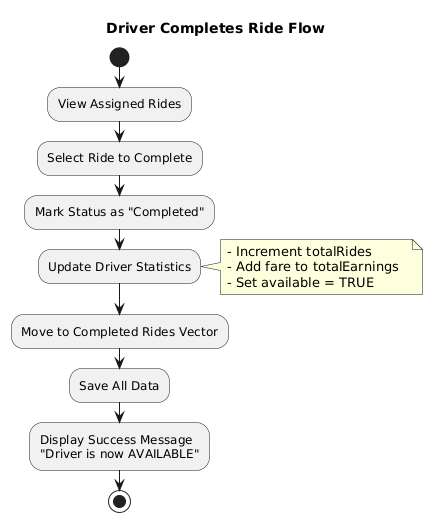 Driver Completes Ride Flow
View Assigned Rides
Select Ride to Complete
Mark Status as "Completed"
Update Driver Statistics
- Increment totalRides
- Add fare to totalEarnings
- Set available = TRUE
Move to Completed Rides Vector
Save All Data
Display Success Message
"Driver is now AVAILABLE"